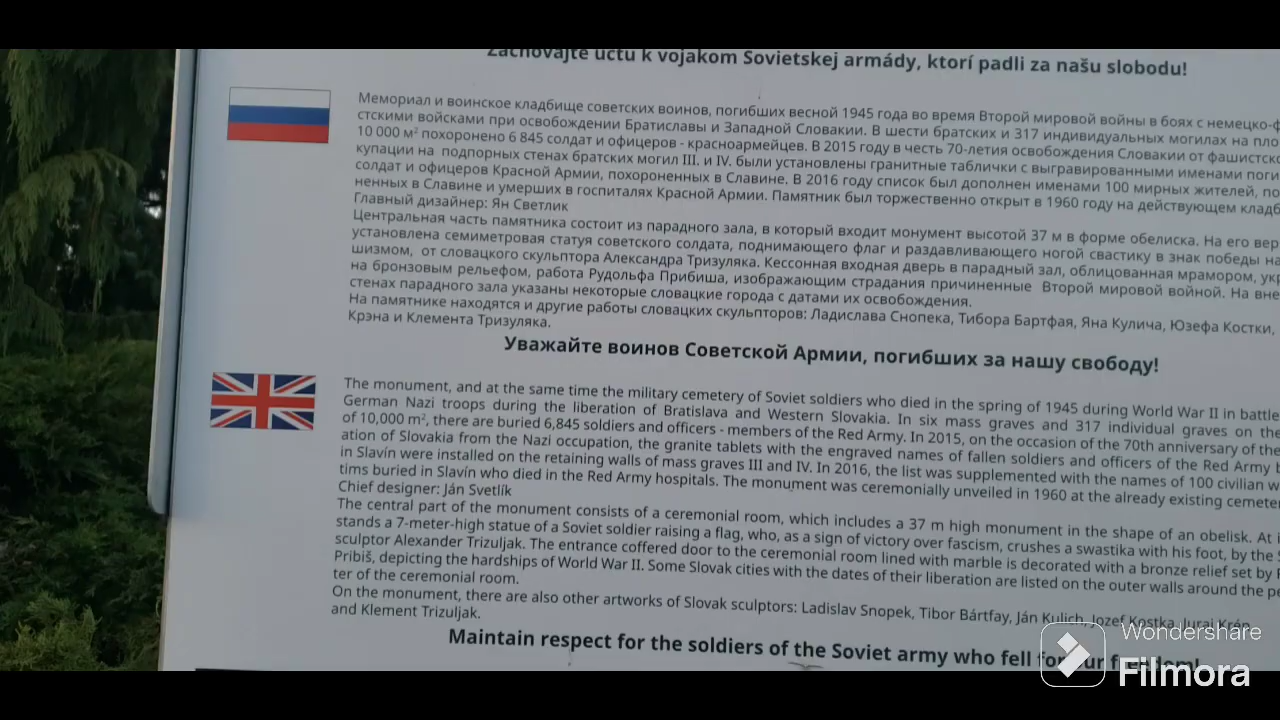 Zachovajte úctu k vojakom Sovietskej armády, ktorí padli za našu slobodu!
Мемориал и воинское кладбище советских воинов, погибших весной 1945 года во время Второй мировой войны в боях с немецко-ф
стскими войсками при освобождении Братиславы и Западной Словакии. В шести братских и 317 индивидуальных могилах на пло
10 000 м² похоронено 6 845 солдат и офицеров - красноармейцев. В 2015 году в честь 70-летия освобождения Словакии от фашистско
купации на подпорных стенах братских могил III. и IV. были установлены гранитные таблички с выгравированными именами поги
солдат и офицеров Красной Армии, похороненных в Славине. В 2016 году список был дополнен именами 100 мирных жителей, по
ненных в Славине и умерших в госпиталях Красной Армии. Памятник был торжественно открыт в 1960 году на действующем кладб
Главный дизайнер: Ян Светлик
Центральная часть памятника состоит из парадного зала, в который входит монумент высотой 37 м в форме обелиска. На его вер
установлена семиметровая статуя советского солдата, поднимающего флаг и раздавливающего ногой свастику в знак победы на
шизмом, от словацкого скульптора Александра Тризуляка. Кессонная входная дверь в парадный зал, облицованная мрамором, укр
на бронзовым рельефом, работа Рудольфа Прибиша, изображающим страдания причиненные Второй мировой войной. На вне
стенах парадного зала указаны некоторые словацкие города с датами их освобождения.
На памятнике находятся и другие работы словацких скульпторов: Ладислава Снопека, Тибора Бартфая, Яна Кулича, Юзефа Костки,
Крэна и Клемента Тризуляка.
Уважайте воинов Советской Армии, погибших за нашу свободу!
The monument, and at the same time the military cemetery of Soviet soldiers who died in the spring of 1945 during World War II in battle
German Nazi troops during the liberation of Bratislava and Western Slovakia. In six mass graves and 317 individual graves on the
of 10,000 m², there are buried 6,845 soldiers and officers - members of the Red Army. In 2015, on the occasion of the 70th anniversary of the
ation of Slovakia from the Nazi occupation, the granite tablets with the engraved names of fallen soldiers and officers of the Red Army b
in Slavín were installed on the retaining walls of mass graves III and IV. In 2016, the list was supplemented with the names of 100 civilian w
tims buried in Slavín who died in the Red Army hospitals. The monument was ceremonially unveiled in 1960 at the already existing cemeter
Chief designer: Ján Svetlík
The central part of the monument consists of a ceremonial room, which includes a 37 m high monument in the shape of an obelisk. At i
stands a 7-meter-high statue of a Soviet soldier raising a flag, who, as a sign of victory over fascism, crushes a swastika with his foot, by the S
sculptor Alexander Trizuljak. The entrance coffered door to the ceremonial room lined with marble is decorated with a bronze relief set by R
Pribiš, depicting the hardships of World War II. Some Slovak cities with the dates of their liberation are listed on the outer walls around the pe
ter of the ceremonial room.
On the monument, there are also other artworks of Slovak sculptors: Ladislav Snopek, Tibor Bártfay, Ján Kulich, Jozef Kostka, Juraj Krén
and Klement Trizuljak.
Maintain respect for the soldiers of the Soviet army who fell for our freedom!
Wondershare
Filmora